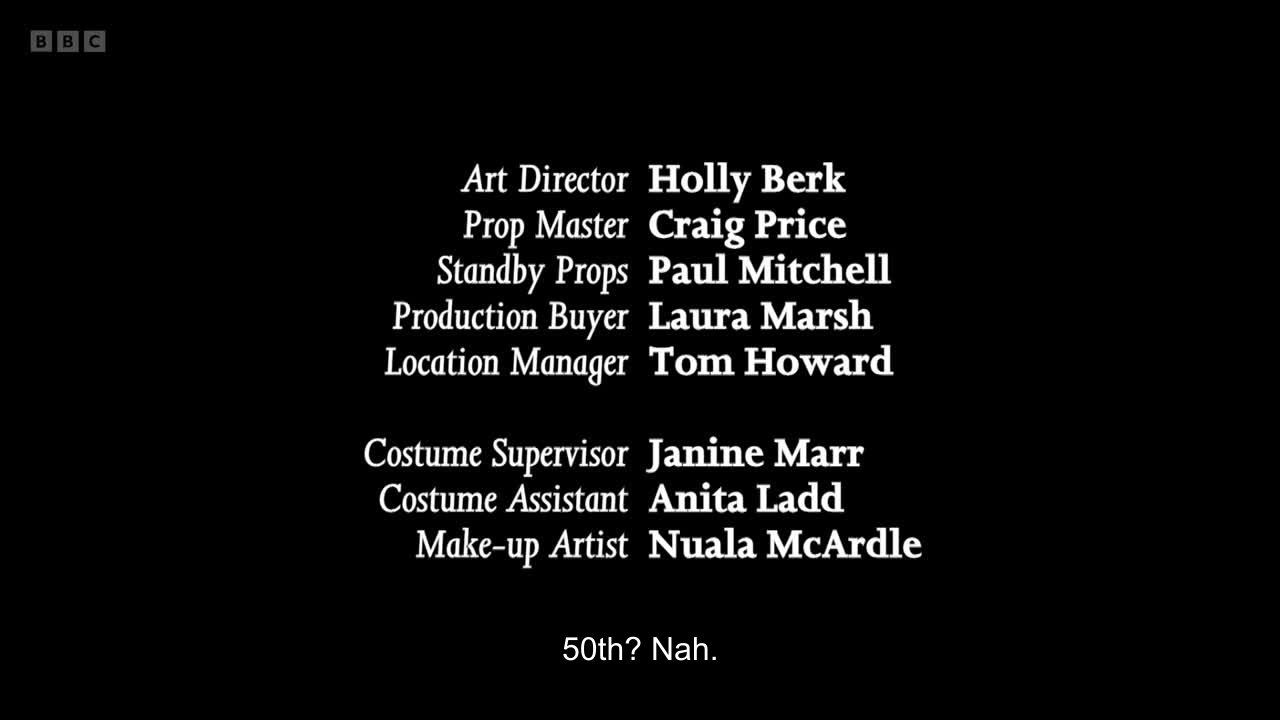 BBC
Art Director Holly Berk
Prop Master Craig Price
Standby Props Paul Mitchell
Production Buyer Laura Marsh
Location Manager Tom Howard
Costume Supervisor Janine Marr
Costume Assistant Anita Ladd
Make-up Artist Nuala McArdle
50th? Nah.